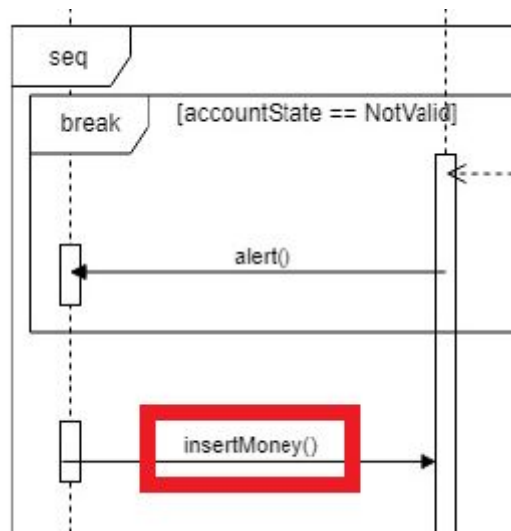 seq
break
[accountState == NotValid]
alert()
insertMoney()